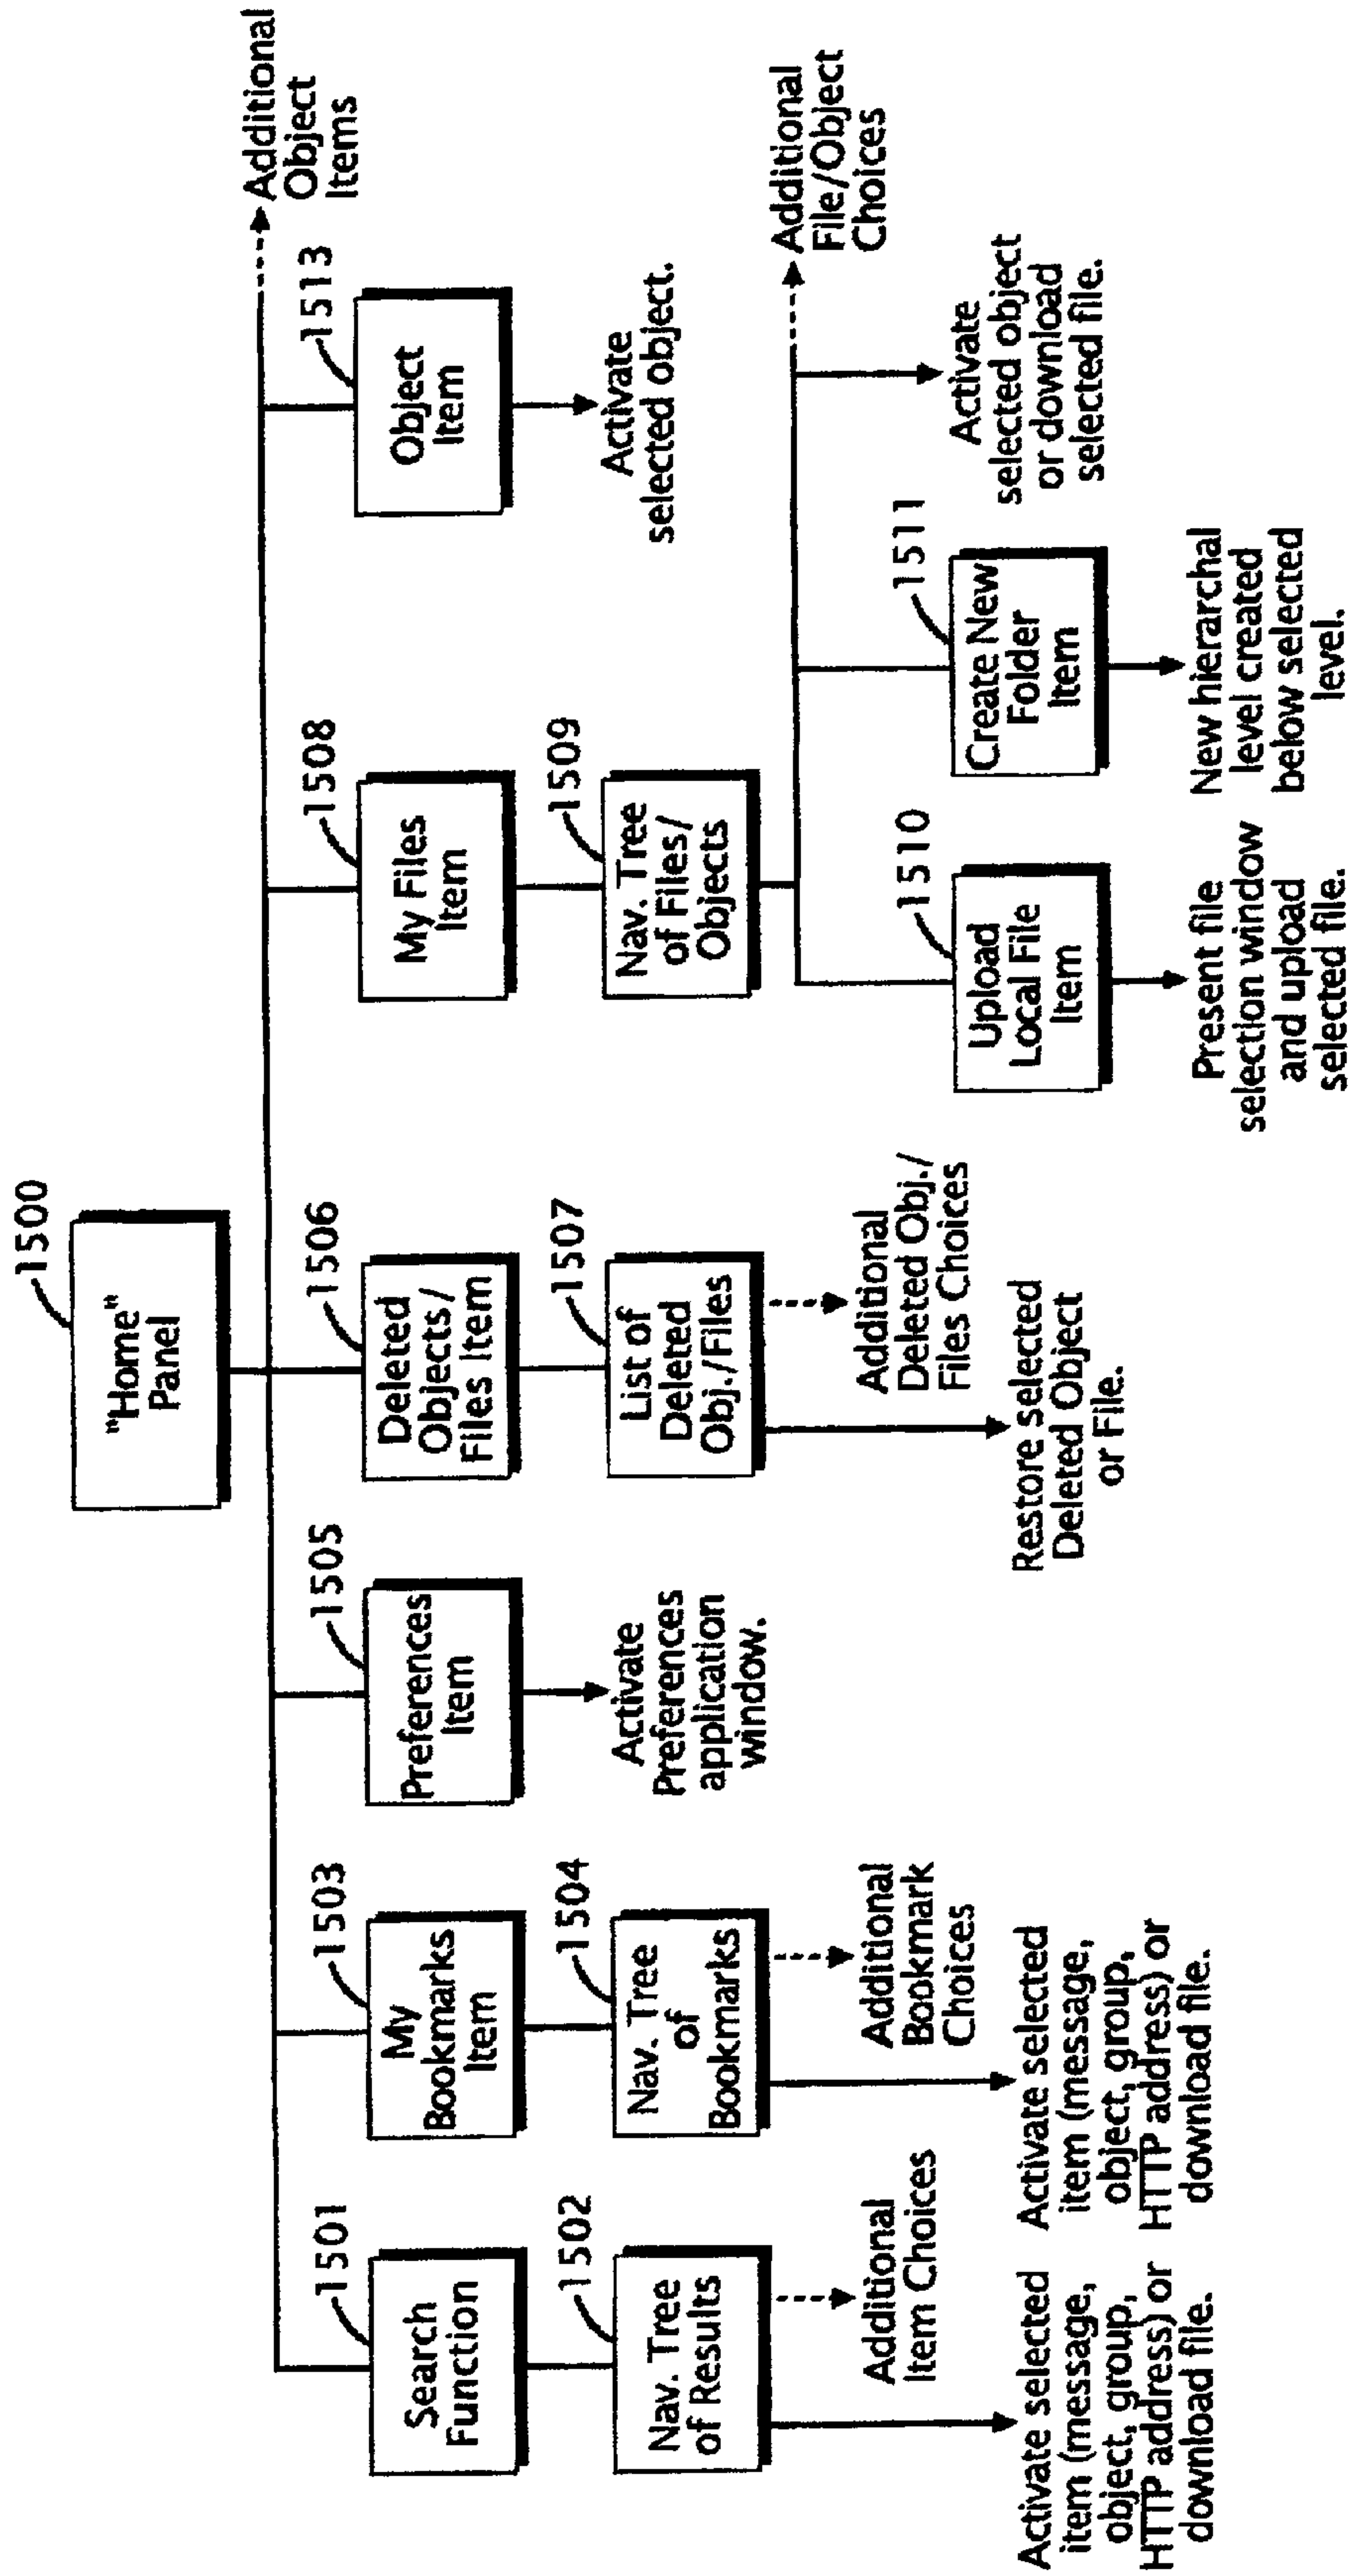 1500
"Home"
Panel
Additional
Object
Items
1501
Search
Function
1503
My
Bookmarks
Item
1505
Preferences
Item
1506
Deleted
Objects/
Files Item
1508
My Files
Item
1513
Object
Item
1502
Nav. Tree
of Results
1504
Nav. Tree
of
Bookmarks
Activate
Preferences
application
window.
1507
List of
Deleted
Obj./Files
1509
Nav. Tree
of Files/
Objects
Activate
selected object.
Additional
File/Object
Choices
Additional
Item Choices
Additional
Bookmark
Choices
Additional
Deleted Obj./
Files Choices
1510
Upload
Local File
Item
1511
Create New
Folder
Item
Activate
selected object
or download
selected file.
Activate selected
item (message,
object, group,
HTTP address) or
download file.
Activate selected
item (message,
object, group,
HTTP address) or
download file.
Restore selected
Deleted Object
or File.
Present file
selection window
and upload
selected file.
New hierarchal
level created
below selected
level.